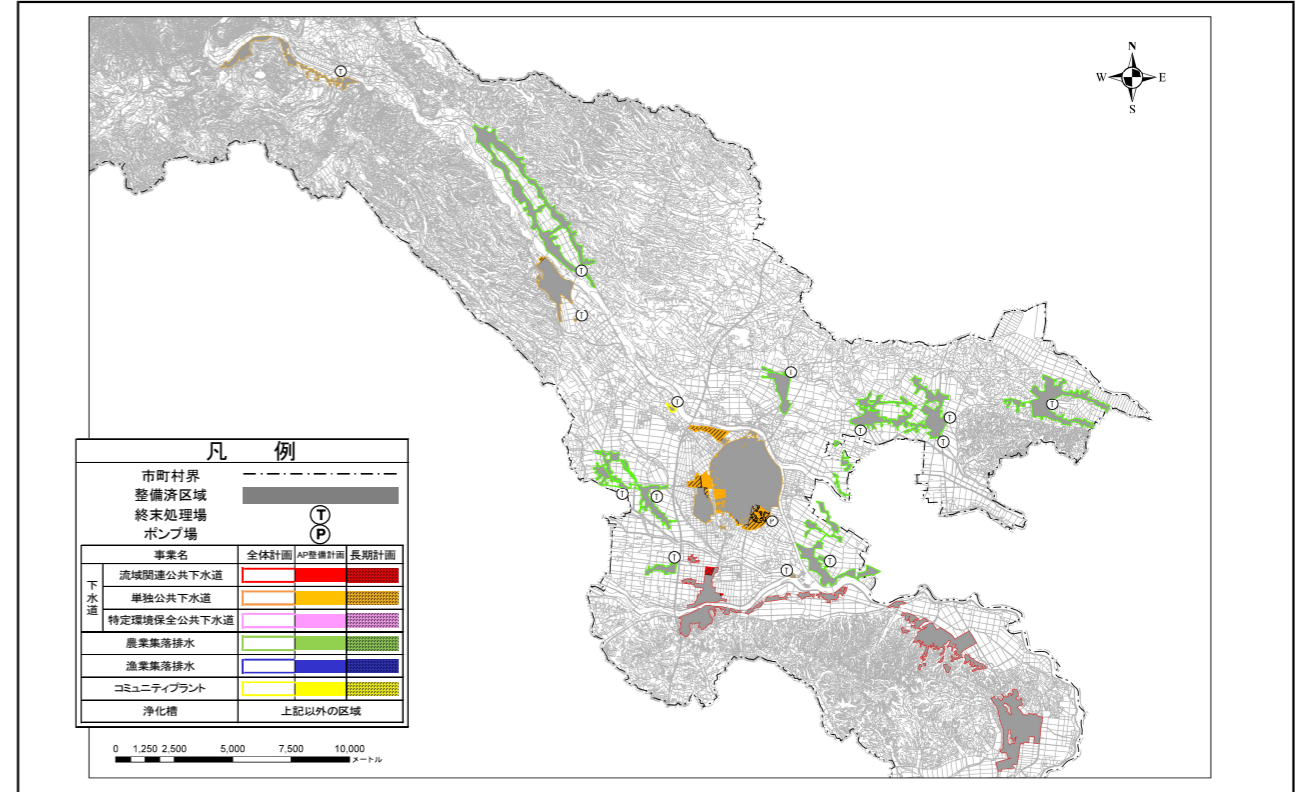 N
W E
S
T
T
T
T
T
T
T
T
T
T
T
P
T
T
T
凡 例
市町村界
整備済区域
終末処理場 T
ポンプ場 P
事業名 全体計画 AP整備計画 長期計画
下水道
流域関連公共下水道
単独公共下水道
特定環境保全公共下水道
農業集落排水
漁業集落排水
コミュニティプラント
浄化槽 上記以外の区域
0 1,250 2,500 5,000 7,500 10,000
メートル